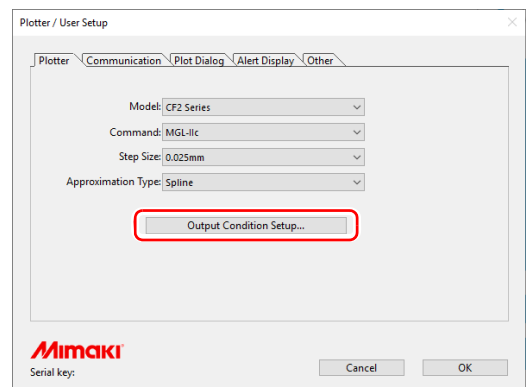 Plotter / User Setup
Plotter Communication Plot Dialog Alert Display Other
Model: CF2 Series
Command: MGL-IIc
Step Size: 0.025mm
Approximation Type: Spline
Output Condition Setup...
Mimaki
Serial key:
Cancel OK